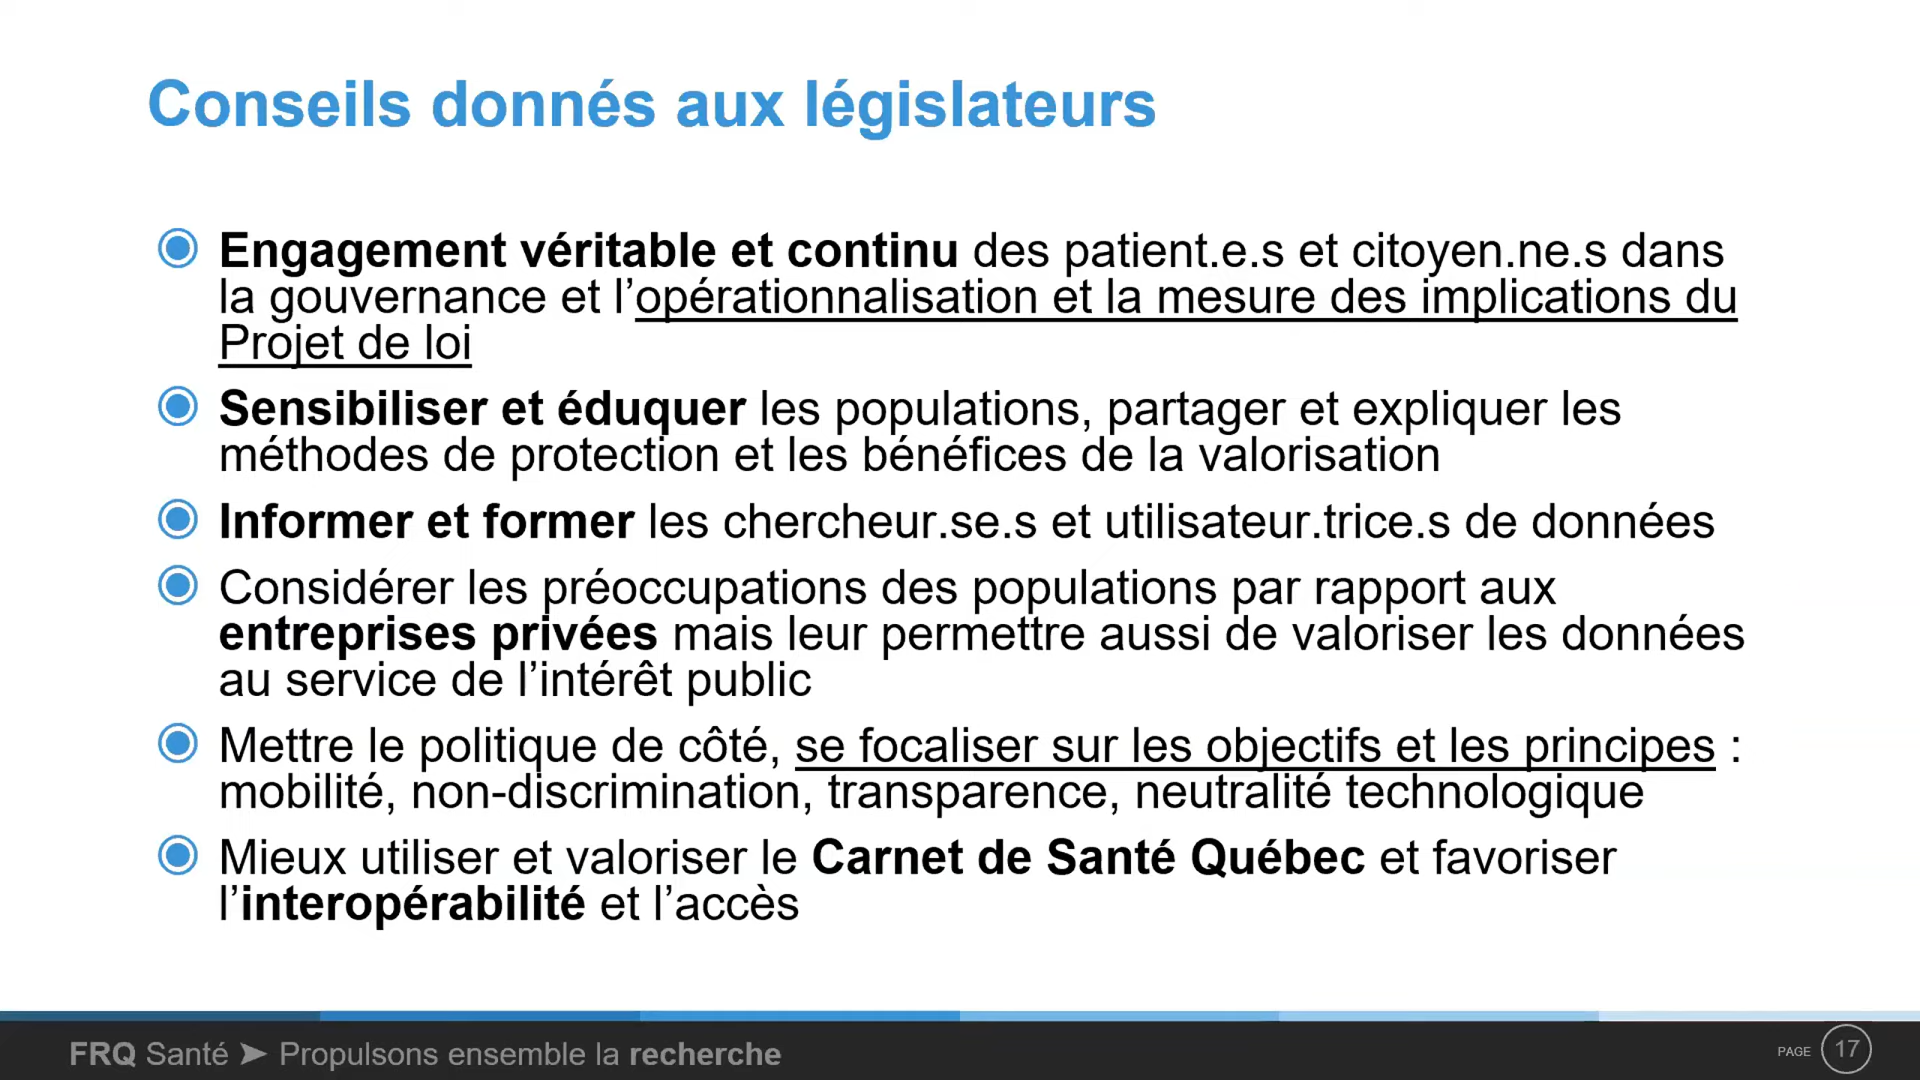 Conseils donnés aux législateurs
Engagement véritable et continu des patient.e.s et citoyen.ne.s dans
la gouvernance et l’opérationnalisation et la mesure des implications du
Projet de loi
Sensibiliser et éduquer les populations, partager et expliquer les
méthodes de protection et les bénéfices de la valorisation
Informer et former les chercheur.se.s et utilisateur.trice.s de données
Considérer les préoccupations des populations par rapport aux
entreprises privées mais leur permettre aussi de valoriser les données
au service de l’intérêt public
Mettre le politique de côté, se focaliser sur les objectifs et les principes :
mobilité, non-discrimination, transparence, neutralité technologique
Mieux utiliser et valoriser le Carnet de Santé Québec et favoriser
l’interopérabilité et l’accès
FRQ Santé ➤ Propulsons ensemble la recherche
PAGE 17